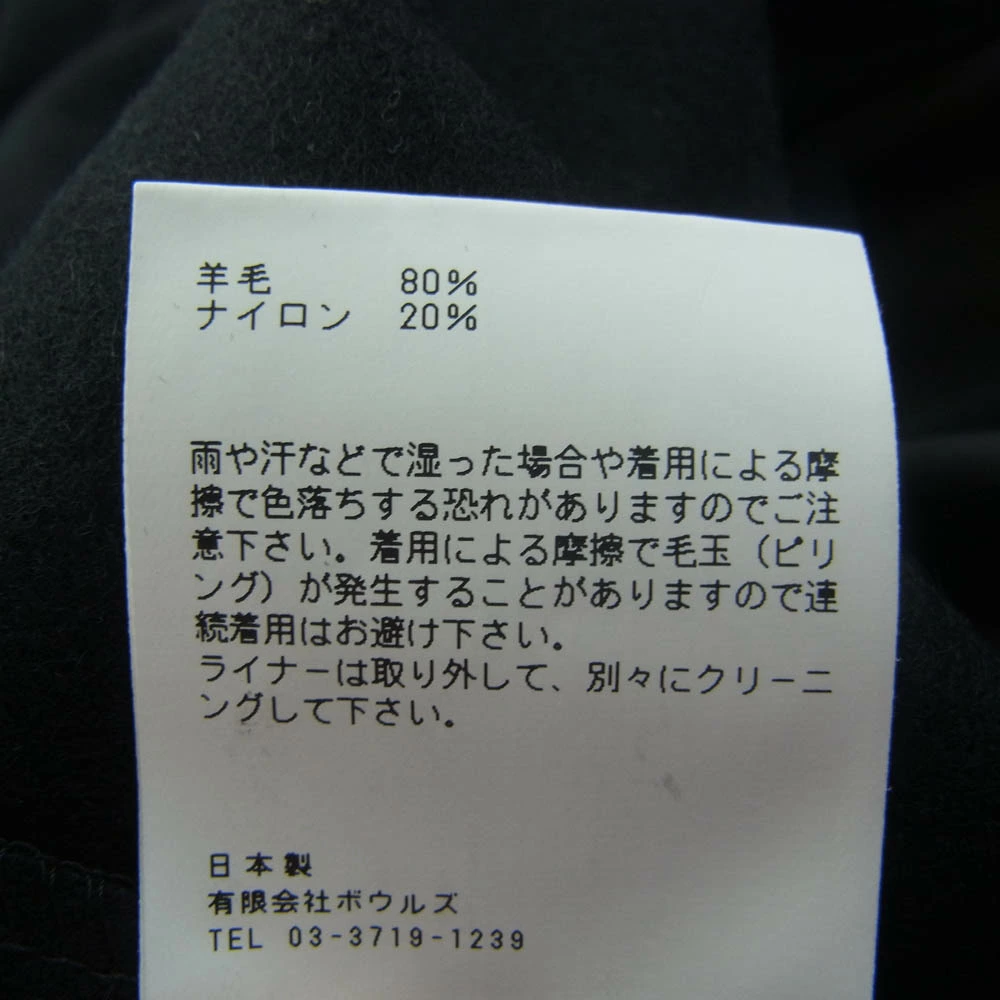 羊毛 80%
ナイロン 20%
雨や汗などで湿った場合や着用による摩
擦で色落ちする恐れがありますのでご注
意下さい。着用による摩擦で毛玉（ピリ
ング）が発生することがありますので連
続着用はお避け下さい。
ライナーは取り外して、別々にクリーニ
ングして下さい。
日本製
有限会社ボウルズ
TEL 03-3719-1239